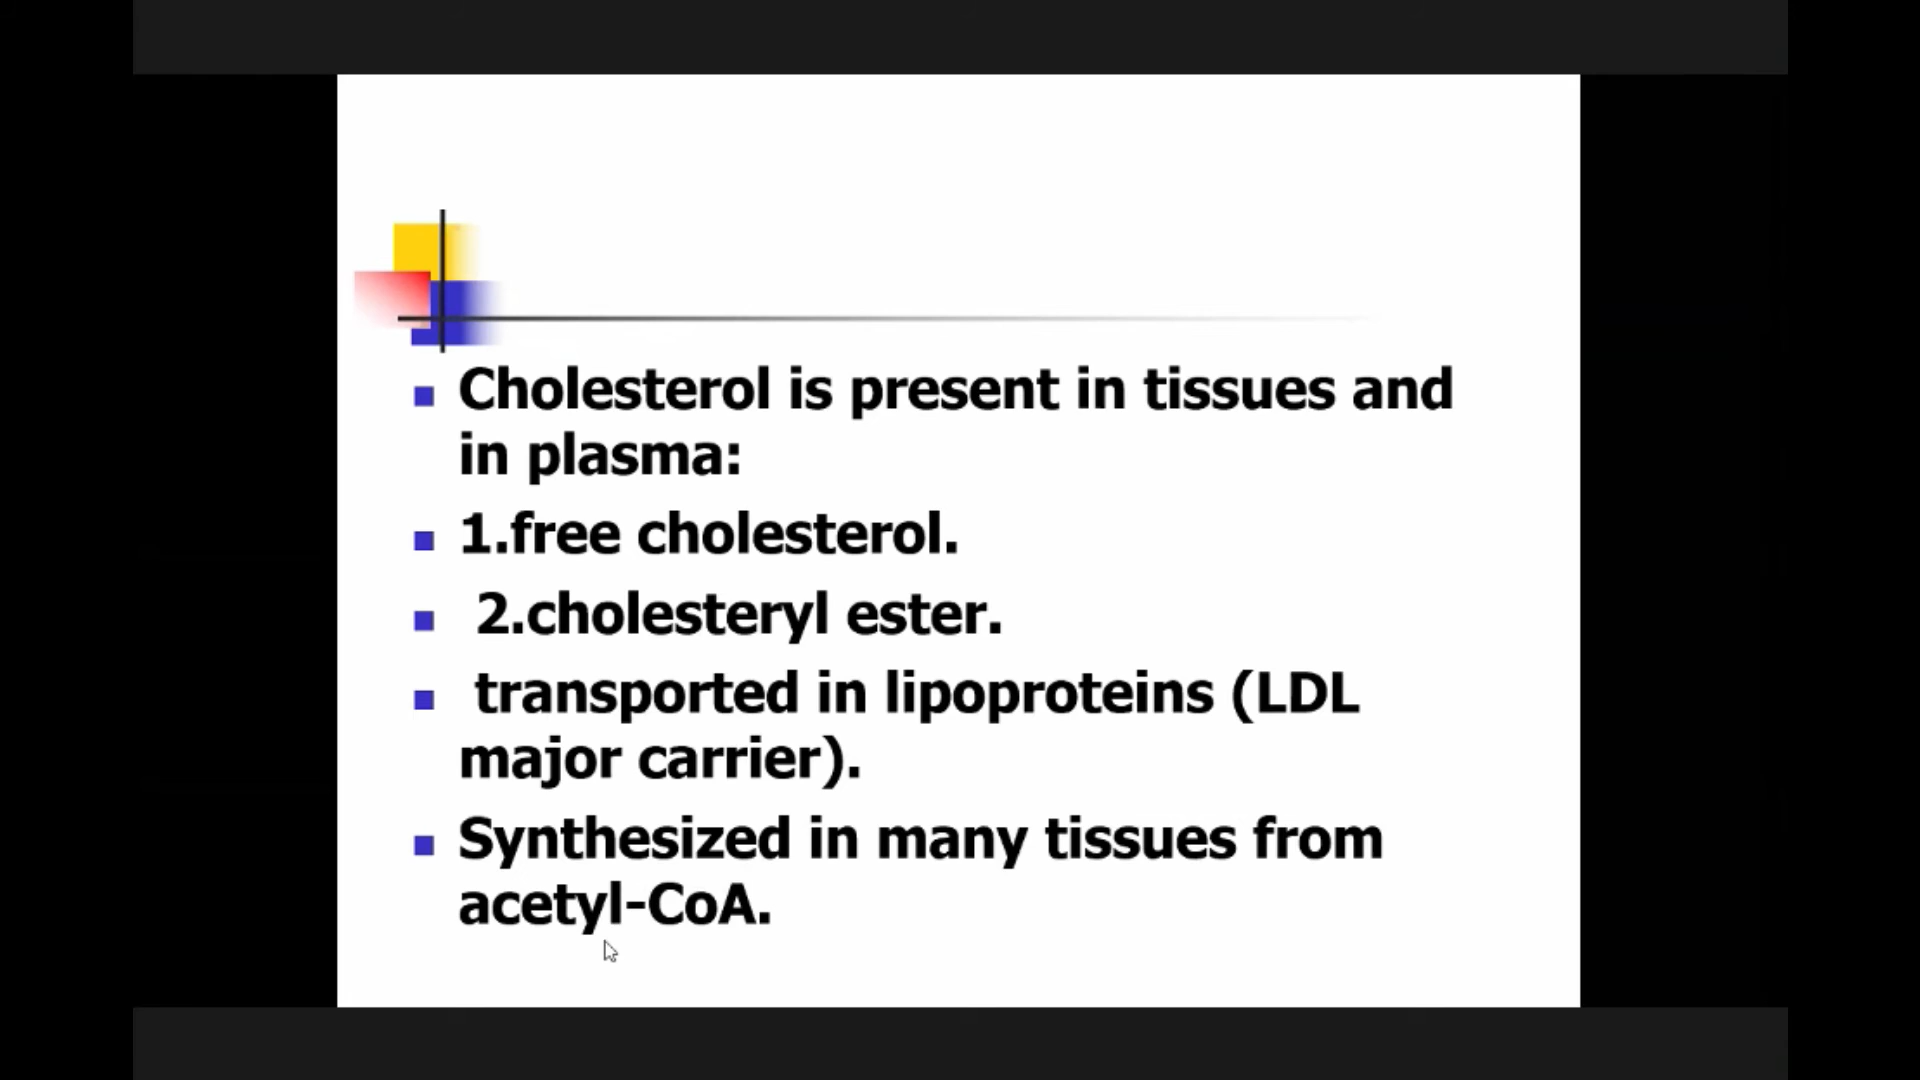 Cholesterol is present in tissues and
in plasma:
1.free cholesterol.
2.cholesteryl ester.
transported in lipoproteins (LDL
major carrier).
Synthesized in many tissues from
acetyl-CoA.